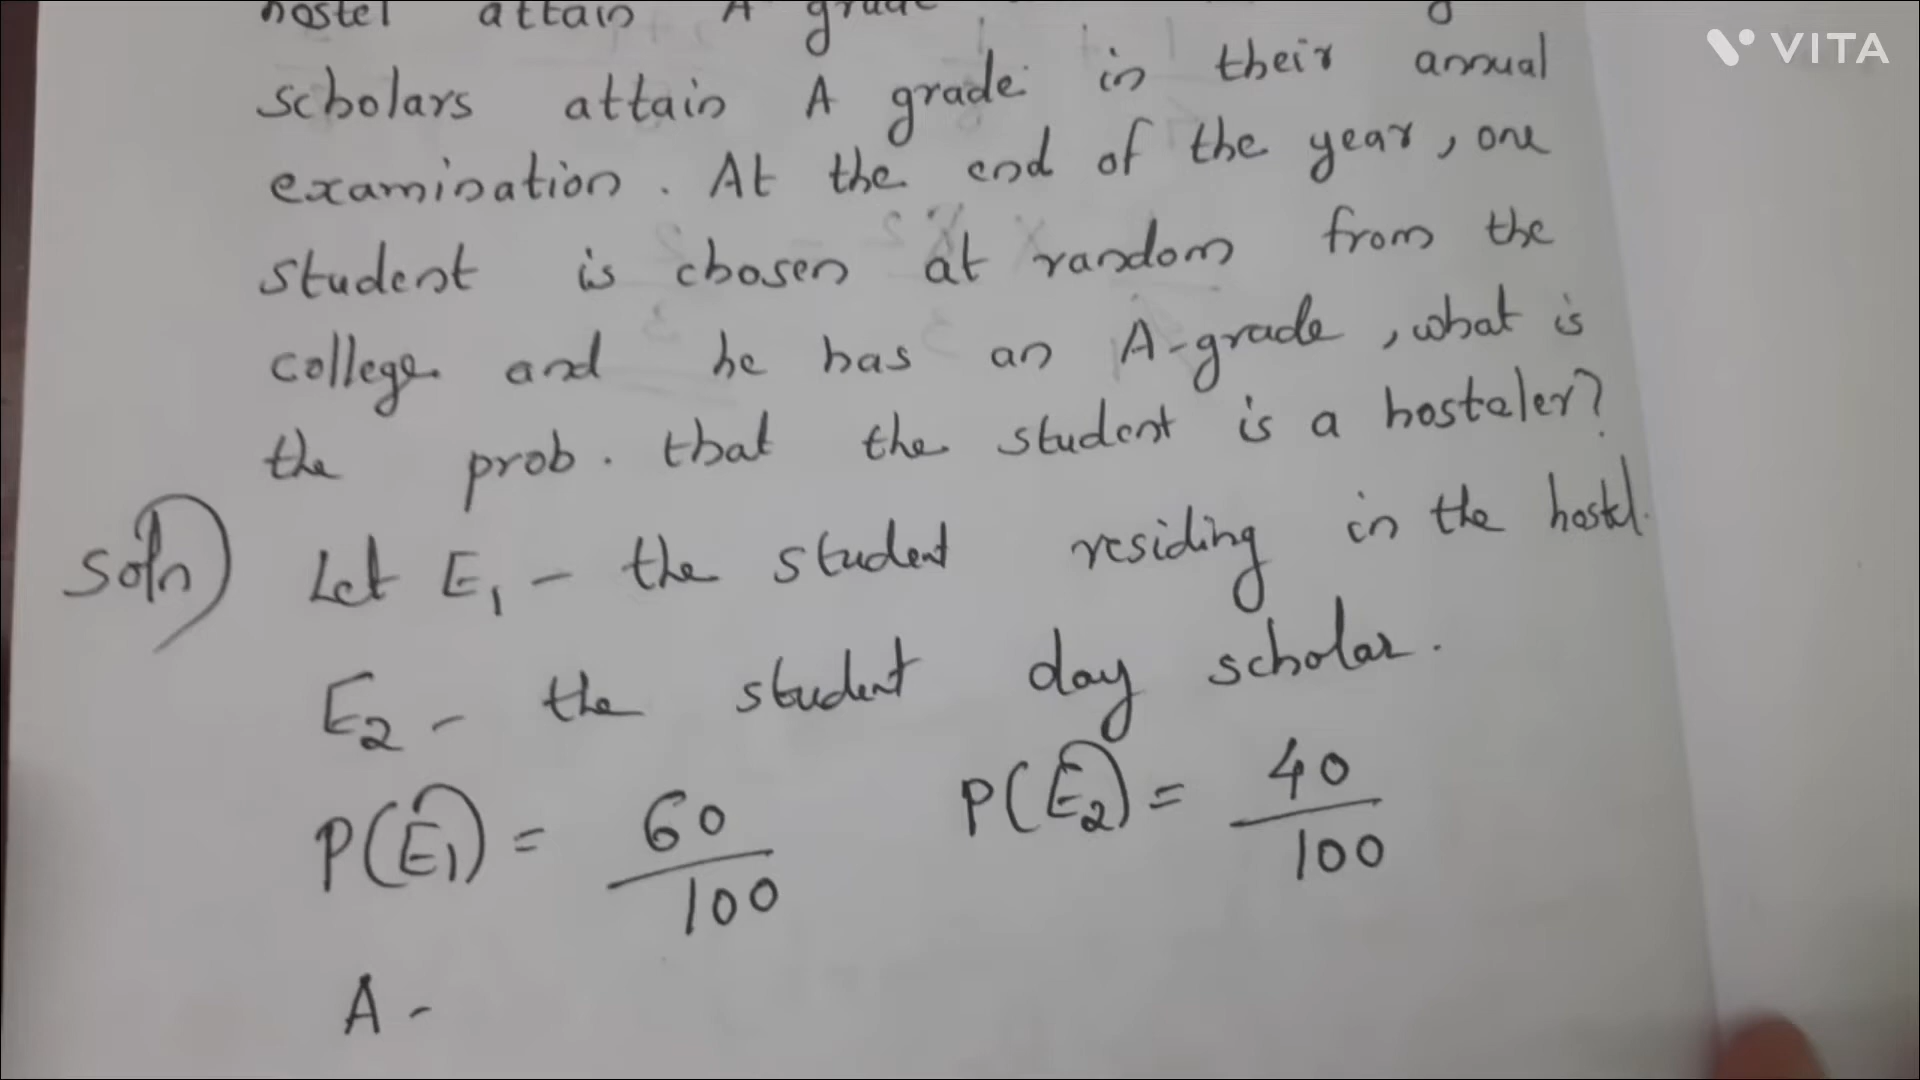 hostel attain A grade
VITA
scholars attain A grade in their annual
examination. At the end of the year, one
student is chosen at random from the
college and he has an A-grade, what is
the prob. that the student is a hosteler?
Soln) Let E₁ - the student residing in the hostel.
E₂ - the student day scholar.
P(E₁) = 60/100 P(E₂) = 40/100
A -